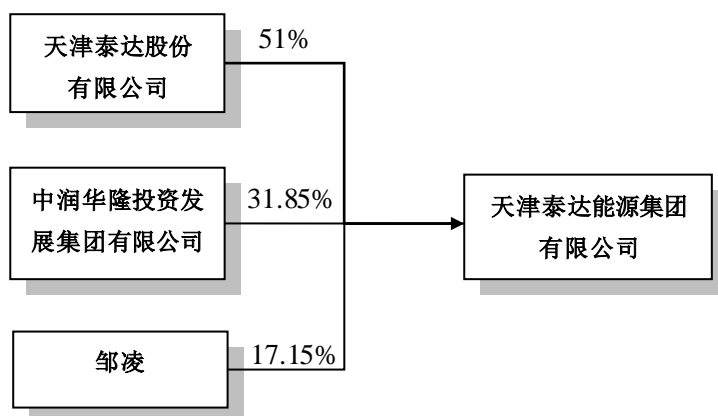 天津泰达股份
有限公司
51%
中润华隆投资发
展集团有限公司
31.85%
天津泰达能源集团
有限公司
邹凌
17.15%